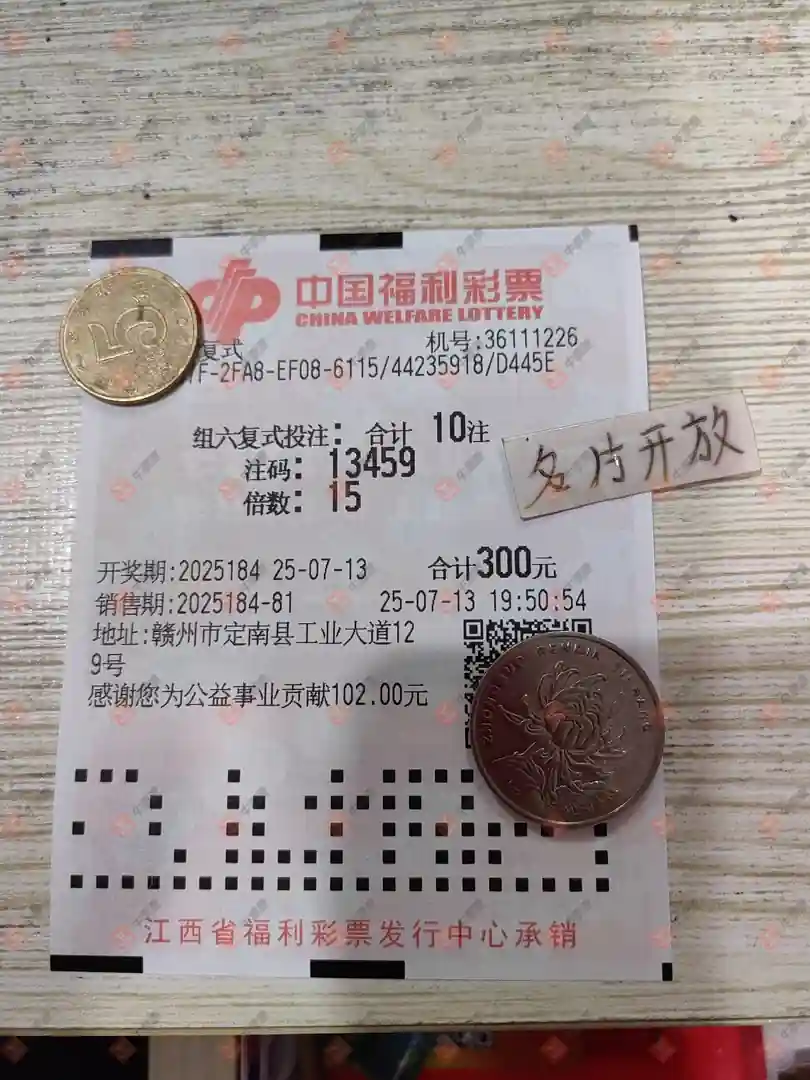 中国福利彩票
CHINA WELFARE LOTTERY
复式 机号:36111226
F-2FA8-EF08-6115/44235918/D445E
组六复式投注: 合计 10注
注码: 13459
倍数: 15
名片开放
开奖期:2025184 25-07-13 合计300元
销售期:2025184-81 25-07-13 19:50:54
地址:赣州市定南县工业大道12
9号
感谢您为公益事业贡献102.00元
江西省福利彩票发行中心承销
5